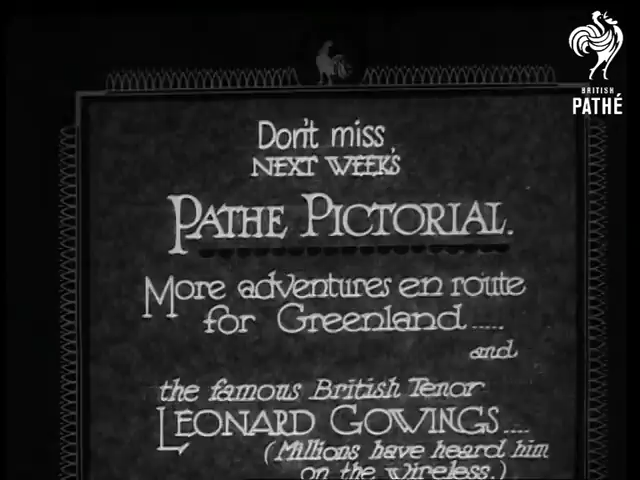 BRITISH
PATHÉ
Don't miss,
NEXT WEEK'S
PATHE PICTORIAL.
More adventures en route
for Greenland.....
and
the famous British Tenor
LEONARD GOWINGS....
(Millions have heard him
on the wireless.)